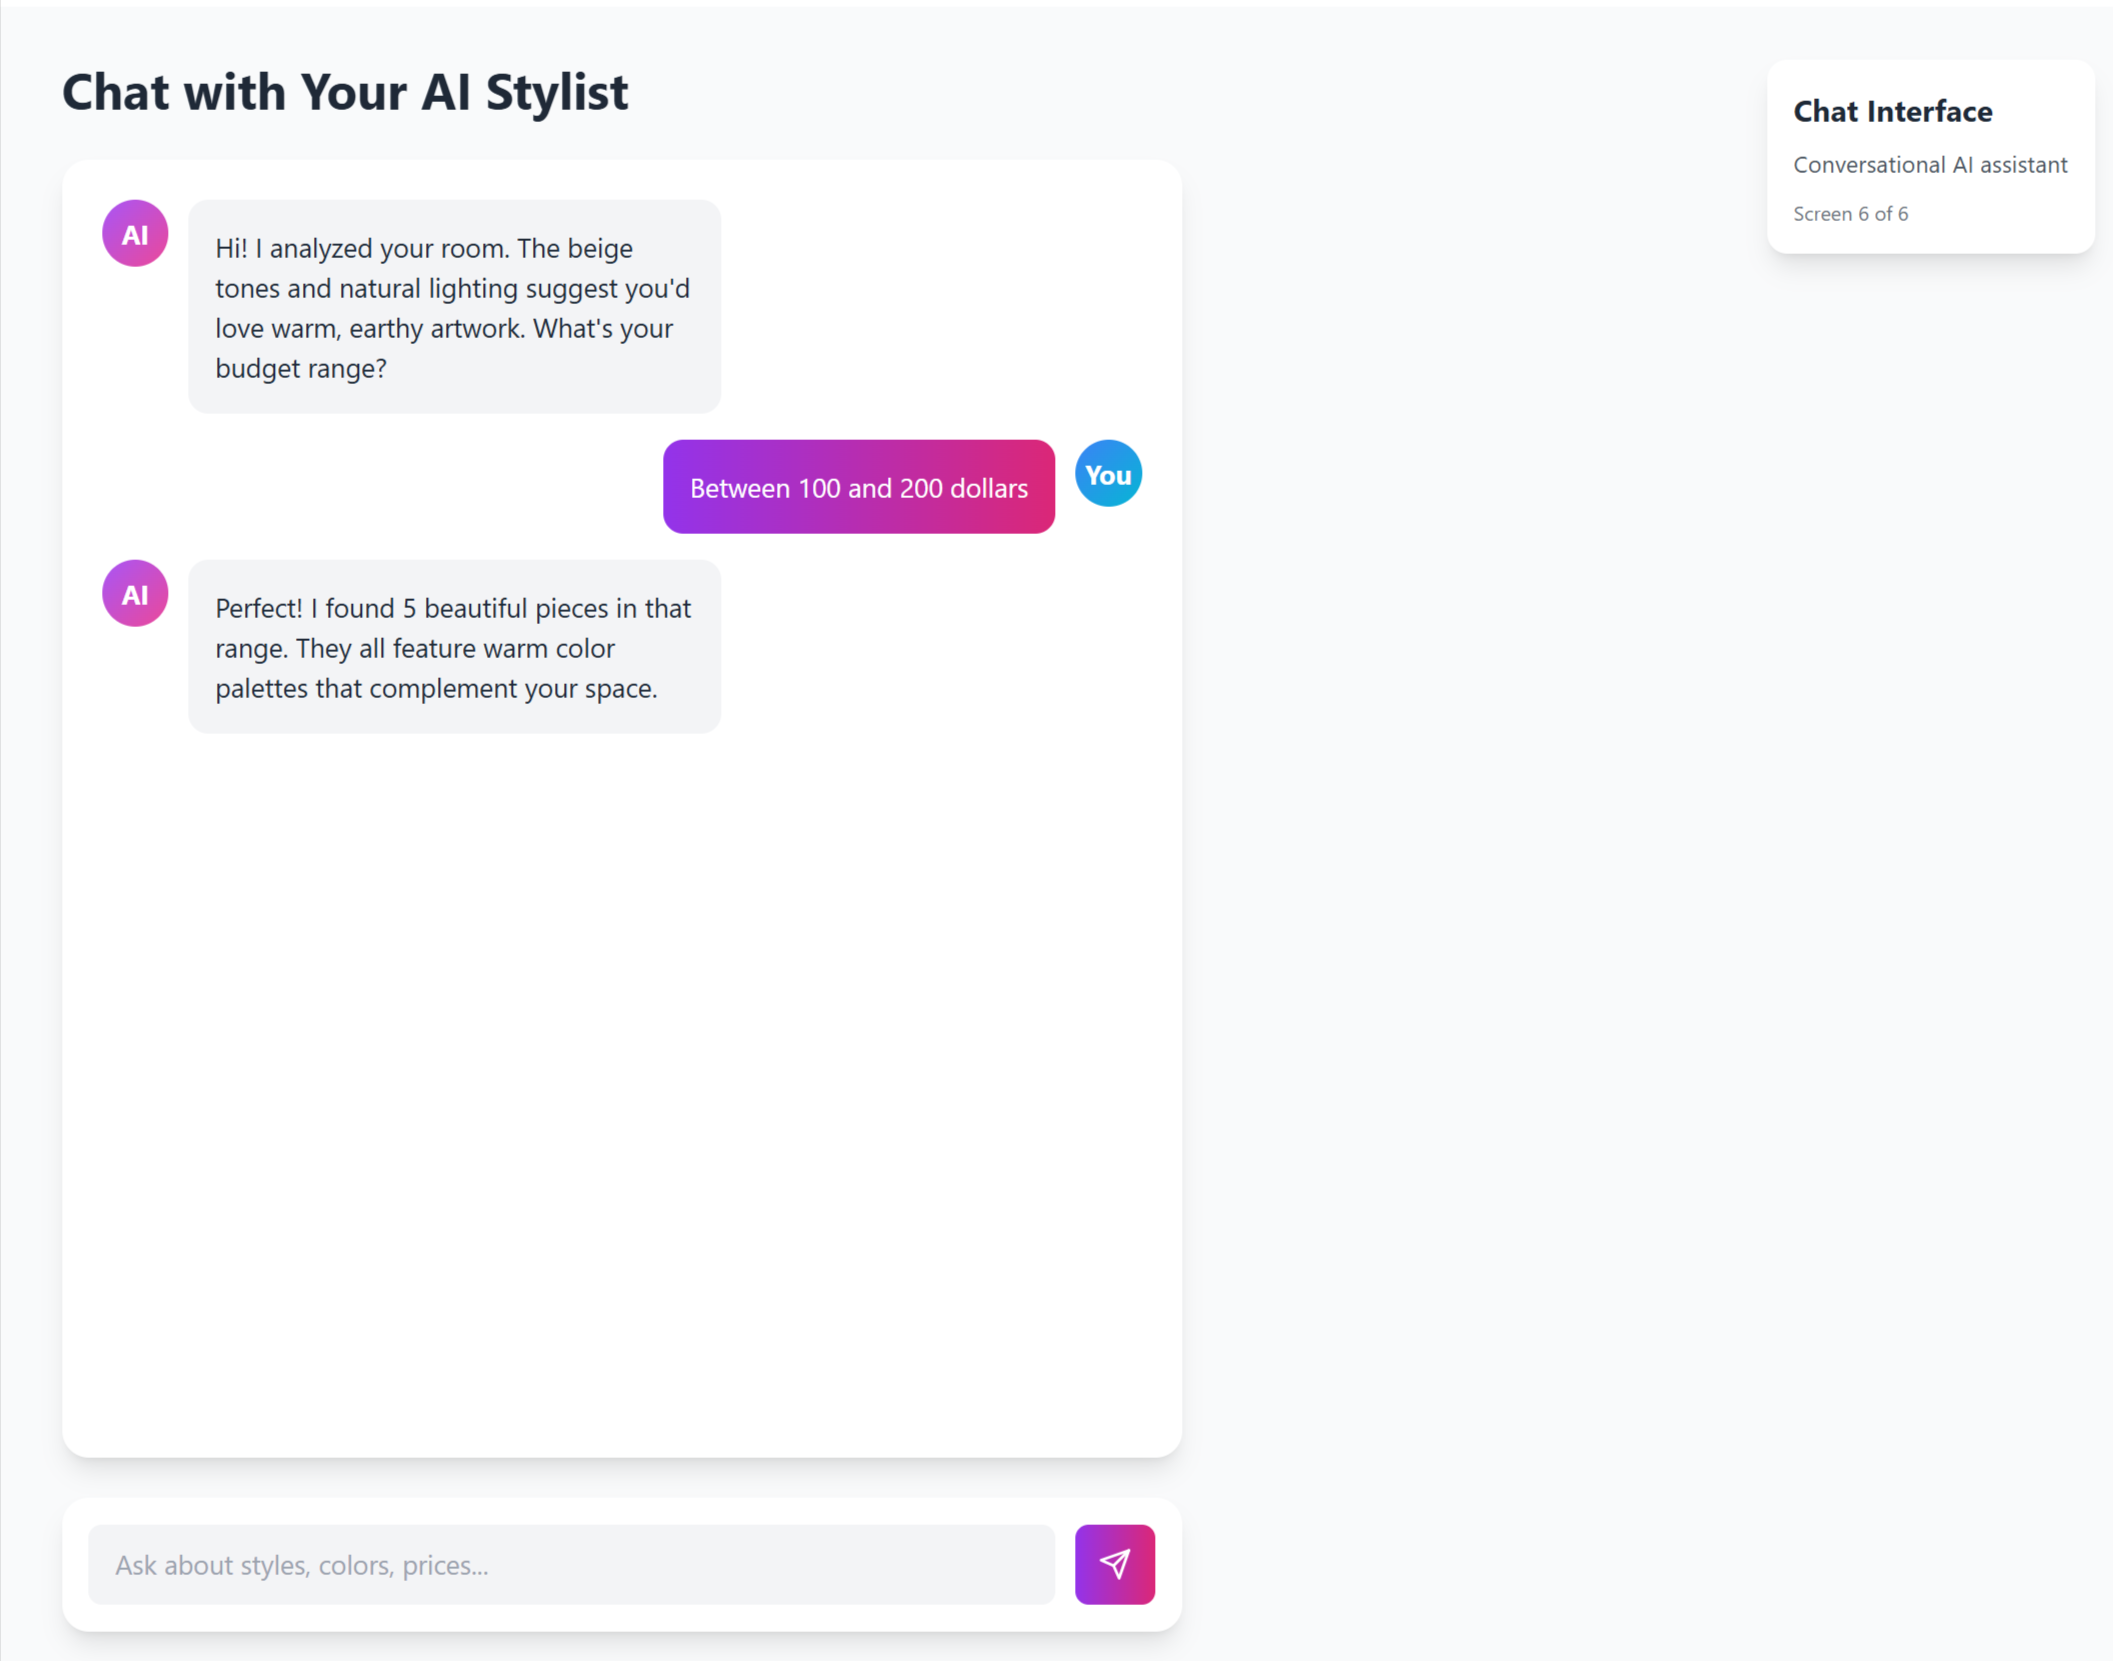 Chat with Your AI Stylist
Chat Interface
Conversational AI assistant
Screen 6 of 6
AI
Hi! I analyzed your room. The beige
tones and natural lighting suggest you'd
love warm, earthy artwork. What's your
budget range?
Between 100 and 200 dollars
You
AI
Perfect! I found 5 beautiful pieces in that
range. They all feature warm color
palettes that complement your space.
Ask about styles, colors, prices...